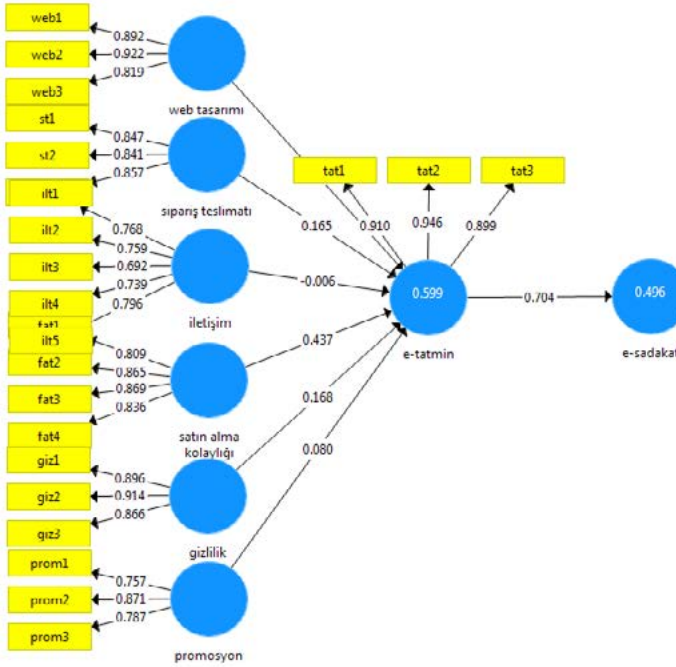 web1
0.892
web2
0.922
web3
0.819
web tasarımı
st1
0.847
st2
0.841
0.857
sipariş teslimatı
tat1
tat2
tat3
0.910
0.946
0.899
0.165
ilt1
0.768
ilt2
0.759
ilt3
0.692
ilt4
0.739
0.796
iletişim
-0.006
0.599
e-tatmin
0.704
0.496
e-sadakat
fat1
ilt5
0.809
fat2
0.865
fat3
0.869
fat4
0.836
satın alma
kolaylığı
0.437
giz1
0.896
giz2
0.914
giz3
0.866
gizlilik
0.168
prom1
0.757
prom2
0.871
prom3
0.787
promosyon
0.080